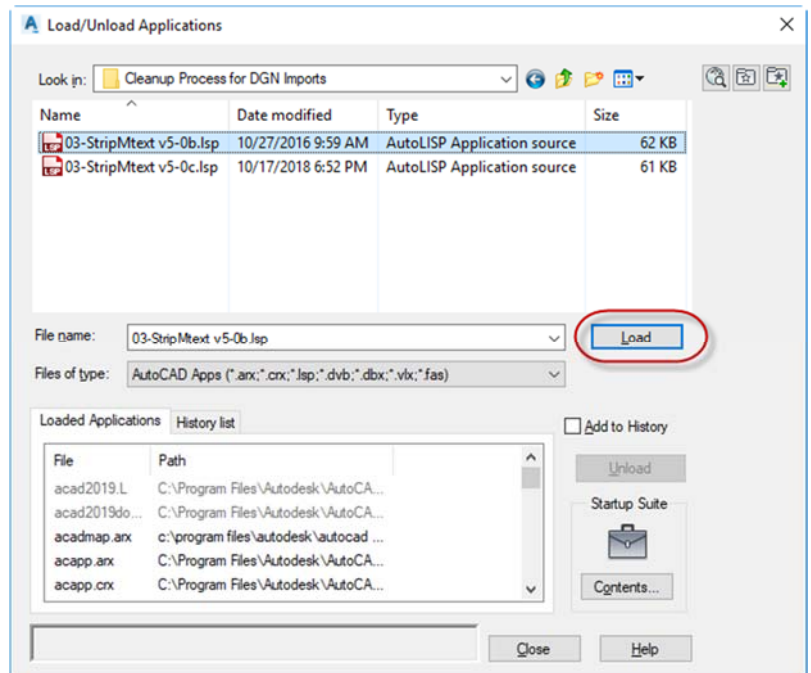 Load/Unload Applications
Look in: Cleanup Process for DGN Imports
Name Date modified Type Size
03-StripMtext v5-0b.lsp 10/27/2016 9:59 AM AutoLISP Application source 62 KB
03-StripMtext v5-0c.lsp 10/17/2018 6:52 PM AutoLISP Application source 61 KB
File name: 03-StripMtext v5-0b.lsp Load
Files of type: AutoCAD Apps (*.arx;*.crx;*.lsp;*.dvb;*.dbx;*.vlx;*.fas)
Loaded Applications History list Add to History
File Path Unload
acad2019.L C:\Program Files\Autodesk\AutoCA...
acad2019do... C:\Program Files\Autodesk\AutoCA... Startup Suite
acadmap.arx c:\program files\autodesk\autocad ...
acapp.arx C:\Program Files\Autodesk\AutoCA...
acapp.crx C:\Program Files\Autodesk\AutoCA... Contents...
Close Help